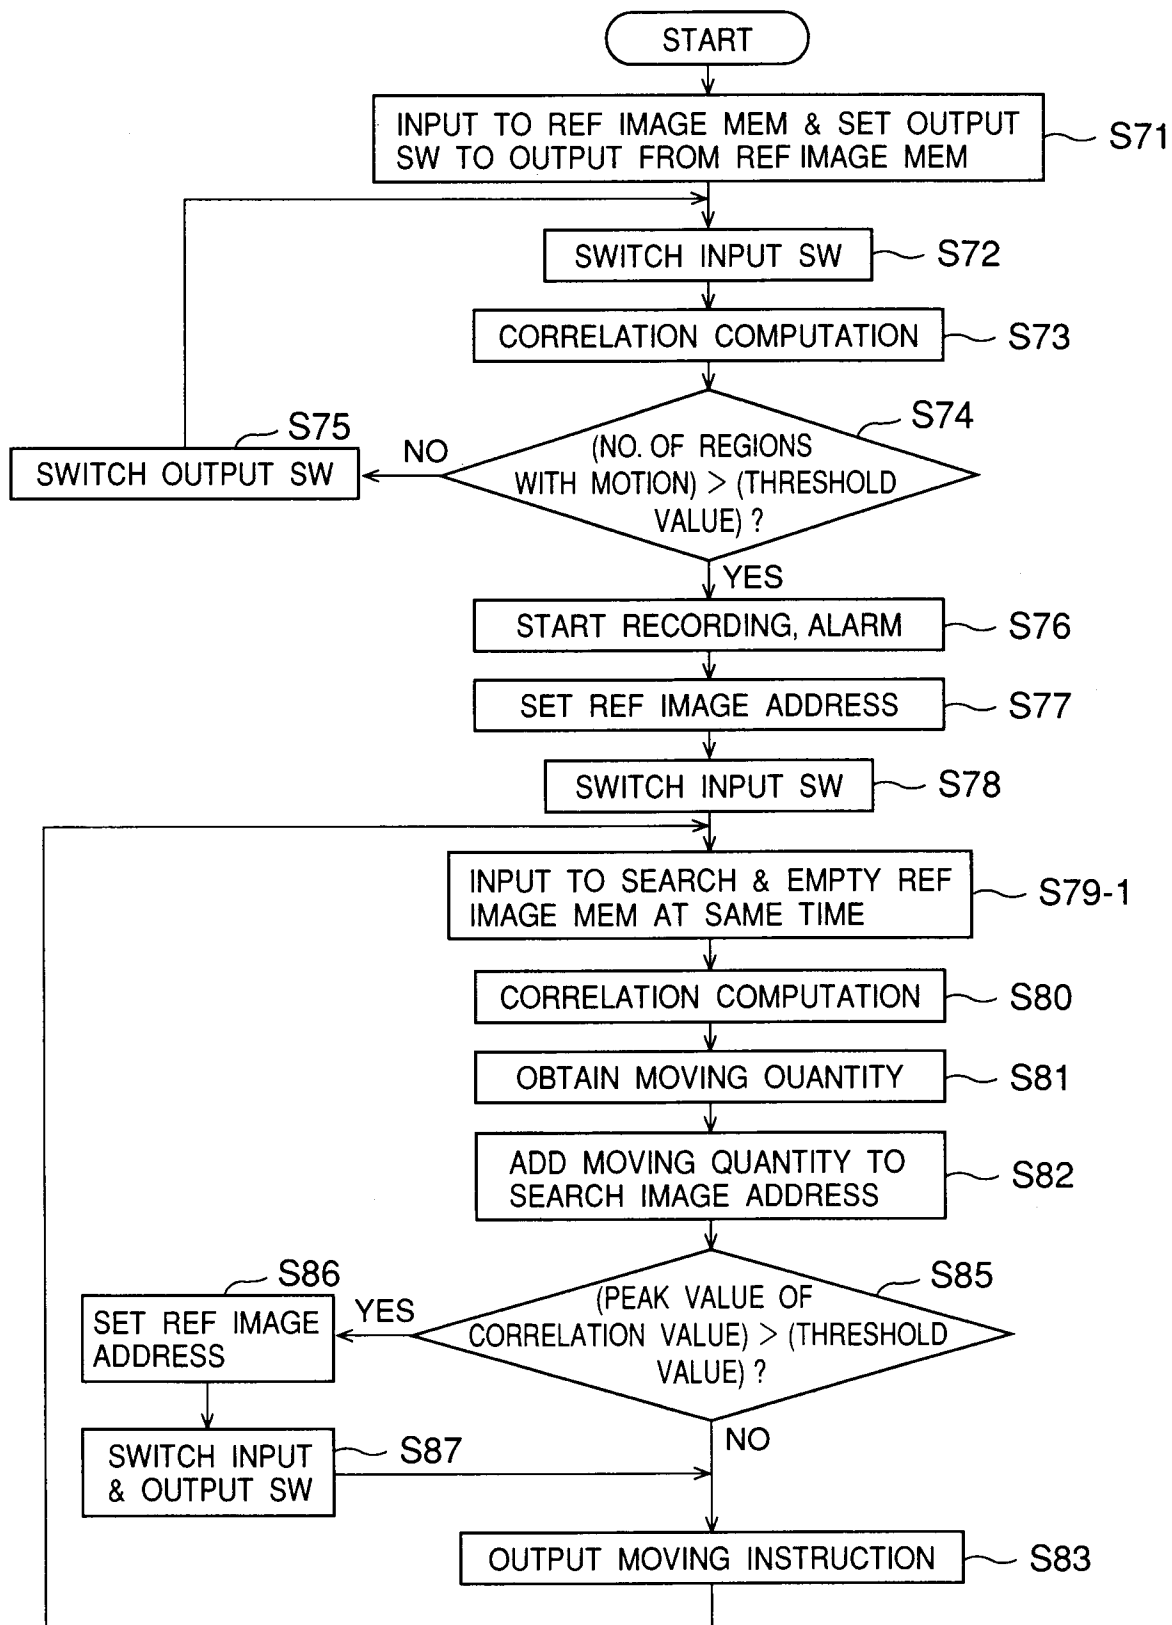 START
INPUT TO REF IMAGE MEM & SET OUTPUT
SW TO OUTPUT FROM REF IMAGE MEM
S71
SWITCH INPUT SW
S72
CORRELATION COMPUTATION
S73
S74
(NO. OF REGIONS
WITH MOTION) > (THRESHOLD
VALUE) ?
NO
S75
SWITCH OUTPUT SW
YES
START RECORDING, ALARM
S76
SET REF IMAGE ADDRESS
S77
SWITCH INPUT SW
S78
INPUT TO SEARCH & EMPTY REF
IMAGE MEM AT SAME TIME
S79-1
CORRELATION COMPUTATION
S80
OBTAIN MOVING OUANTITY
S81
ADD MOVING QUANTITY TO
SEARCH IMAGE ADDRESS
S82
S85
(PEAK VALUE OF
CORRELATION VALUE) > (THRESHOLD
VALUE) ?
YES
S86
SET REF IMAGE
ADDRESS
NO
SWITCH INPUT
& OUTPUT SW
S87
OUTPUT MOVING INSTRUCTION
S83